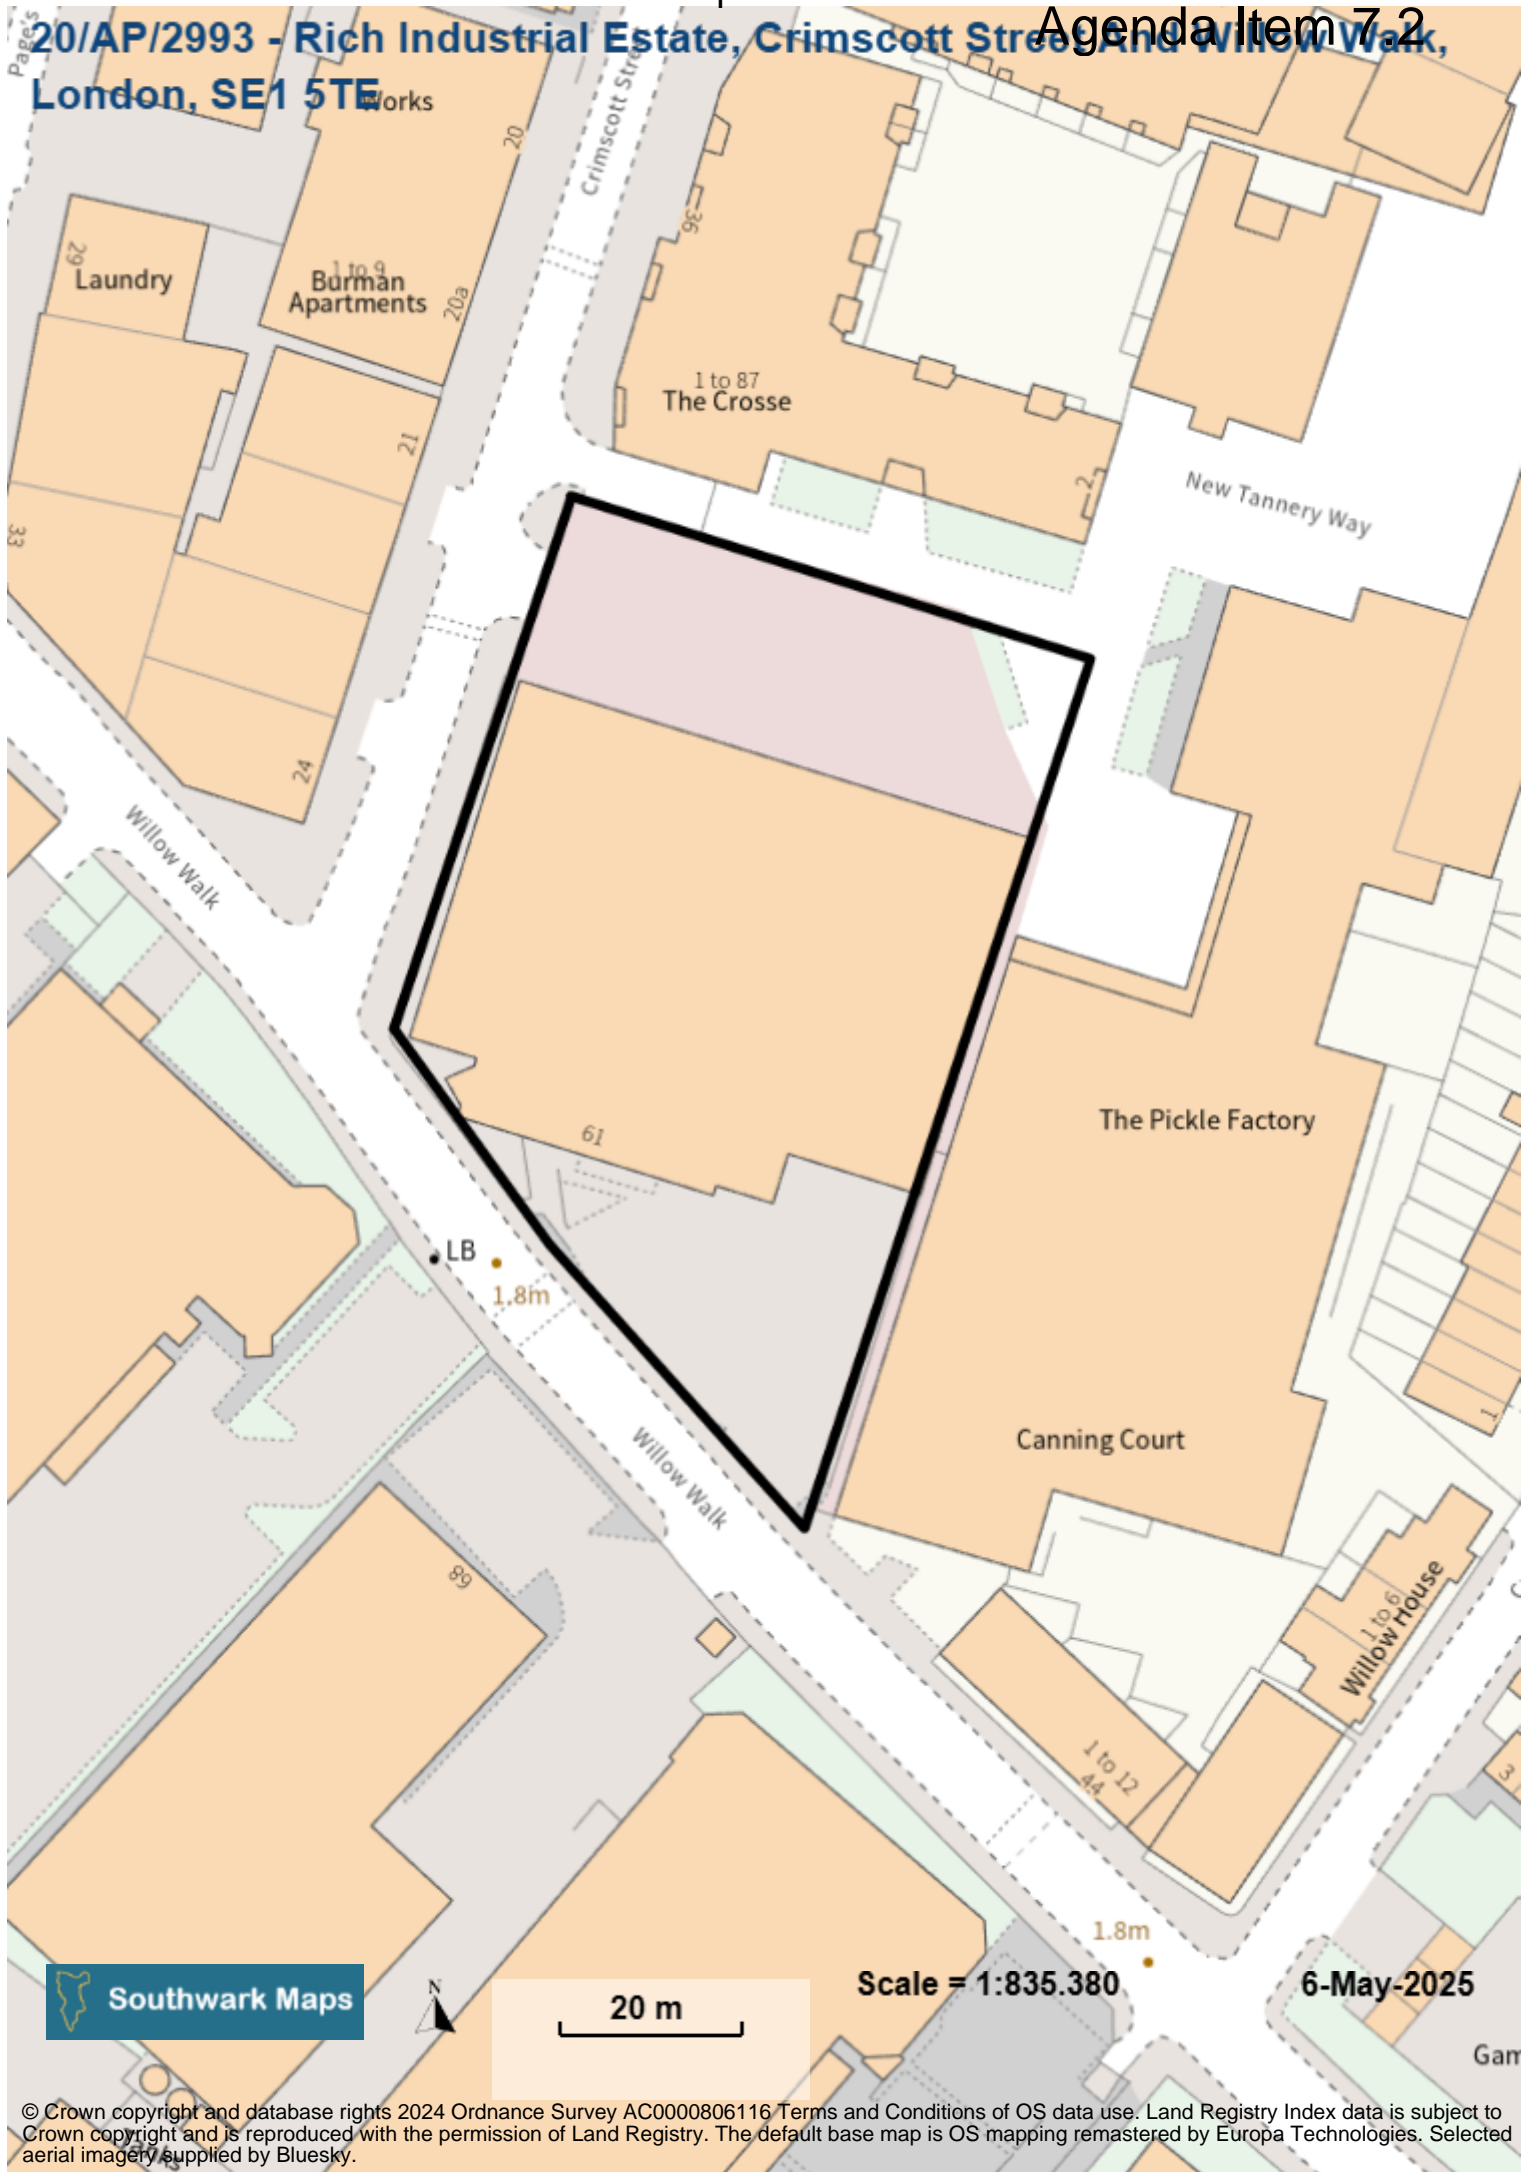 Agenda Item 7.2
20/AP/2993 - Rich Industrial Estate, Crimscott Street And Willow Walk,
London, SE1 5TE
Page's
Works
20
Crimscott Street
36
29
Laundry
1 to 9
Burman
Apartments
20a
1 to 87
The Crosse
21
2
New Tannery Way
33
24
Willow Walk
61
The Pickle Factory
LB
1.8m
Canning Court
1
Willow Walk
89
1 to 6
Willow House
1 to 12
44
3
1.8m
Southwark Maps
N
20 m
Scale = 1:835.380
6-May-2025
Gam
Tanks
© Crown copyright and database rights 2024 Ordnance Survey AC0000806116 Terms and Conditions of OS data use. Land Registry Index data is subject to
Crown copyright and is reproduced with the permission of Land Registry. The default base map is OS mapping remastered by Europa Technologies. Selected
aerial imagery supplied by Bluesky.